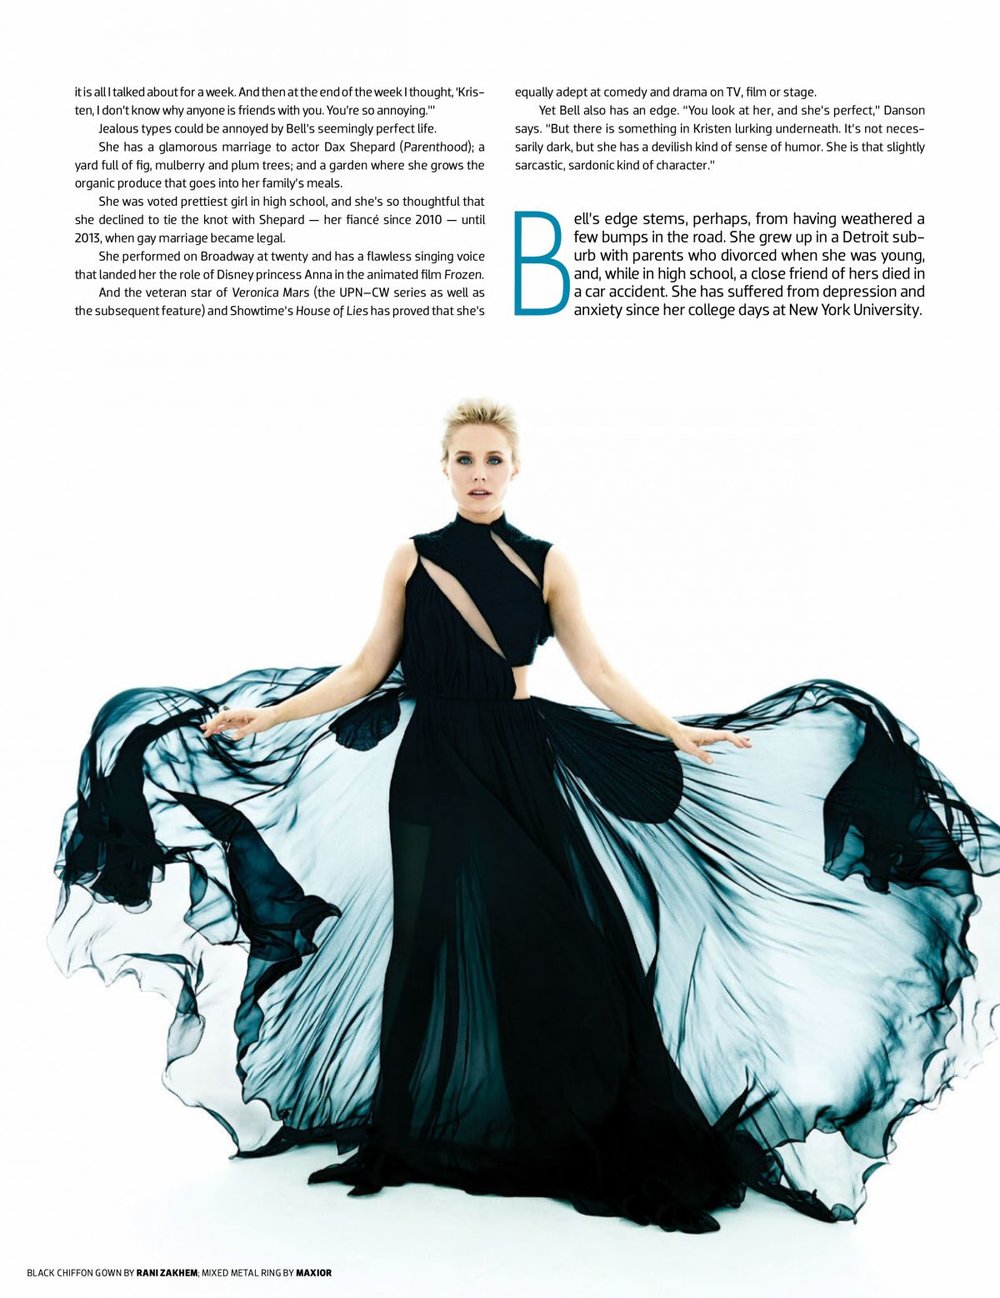 it is all I talked about for a week. And then at the end of the week I thought, 'Kris-
ten, I don't know why anyone is friends with you. You're so annoying.'"
Jealous types could be annoyed by Bell's seemingly perfect life.
She has a glamorous marriage to actor Dax Shepard (Parenthood); a
yard full of fig, mulberry and plum trees; and a garden where she grows the
organic produce that goes into her family's meals.
She was voted prettiest girl in high school, and she's so thoughtful that
she declined to tie the knot with Shepard — her fiancé since 2010 — until
2013, when gay marriage became legal.
She performed on Broadway at twenty and has a flawless singing voice
that landed her the role of Disney princess Anna in the animated film Frozen.
And the veteran star of Veronica Mars (the UPN–CW series as well as
the subsequent feature) and Showtime's House of Lies has proved that she's
equally adept at comedy and drama on TV, film or stage.
Yet Bell also has an edge. "You look at her, and she's perfect," Danson
says. "But there is something in Kristen lurking underneath. It's not neces-
sarily dark, but she has a devilish kind of sense of humor. She is that slightly
sarcastic, sardonic kind of character."
Bell's edge stems, perhaps, from having weathered a
few bumps in the road. She grew up in a Detroit sub-
urb with parents who divorced when she was young,
and, while in high school, a close friend of hers died in
a car accident. She has suffered from depression and
anxiety since her college days at New York University.
BLACK CHIFFON GOWN BY RANI ZAKHEM; MIXED METAL RING BY MAXIOR